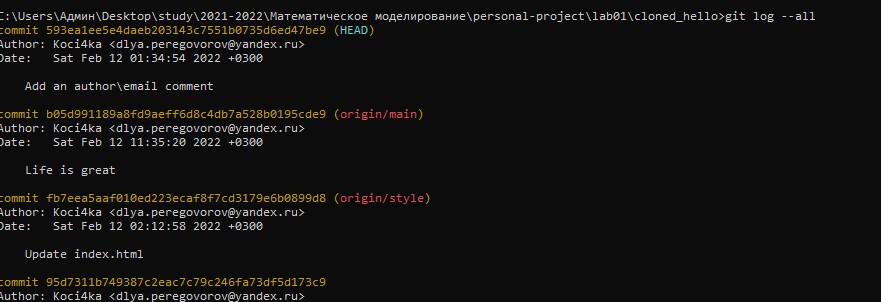 C:\Users\Админ\Desktop\study\2021-2022\Математическое моделирование\personal-project\lab01\cloned_hello>git log --all
commit 593ea1ee5e4daeb203143c7551b0735d6ed47be9 (HEAD)
Author: Koci4ka <dlya.peregovorov@yandex.ru>
Date:   Sat Feb 12 01:34:54 2022 +0300
Add an author\email comment
commit b05d991189a8fd9aeff6d8c4db7a528b0195cde9 (origin/main)
Author: Koci4ka <dlya.peregovorov@yandex.ru>
Date:   Sat Feb 12 11:35:20 2022 +0300
Life is great
commit fb7eea5aaf010ed223ecaf8f7cd3179e6b0899d8 (origin/style)
Author: Koci4ka <dlya.peregovorov@yandex.ru>
Date:   Sat Feb 12 02:12:58 2022 +0300
Update index.html
commit 95d7311b749387c2eac7c79c246fa73df5d173c9
Author: Koci4ka <dlya.peregovorov@yandex.ru>